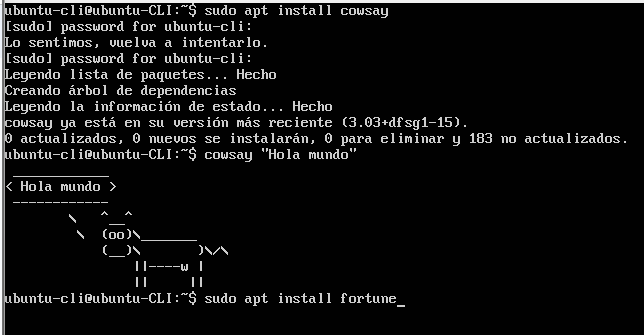 ubuntu-cli@ubuntu-CLI:~$ sudo apt install cowsay
[sudo] password for ubuntu-cli:
Lo sentimos, vuelva a intentarlo.
[sudo] password for ubuntu-cli:
Leyendo lista de paquetes... Hecho
Creando árbol de dependencias
Leyendo la información de estado... Hecho
cowsay ya está en su versión más reciente (3.03+dfsg1-15).
0 actualizados, 0 nuevos se instalarán, 0 para eliminar y 183 no actualizados.
ubuntu-cli@ubuntu-CLI:~$ cowsay "Hola mundo"
 ____________
< Hola mundo >
 ------------
        \   ^__^
         \  (oo)\_______
            (__)\       )\/\
                ||----w |
                ||     ||
ubuntu-cli@ubuntu-CLI:~$ sudo apt install fortune_